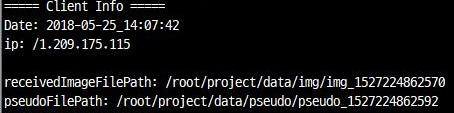 ===== Client Info =====
Date: 2018-05-25_14:07:42
ip: /1.209.175.115
receivedImageFilePath: /root/project/data/img/img_1527224862570
pseudoFilePath: /root/project/data/pseudo/pseudo_1527224862592